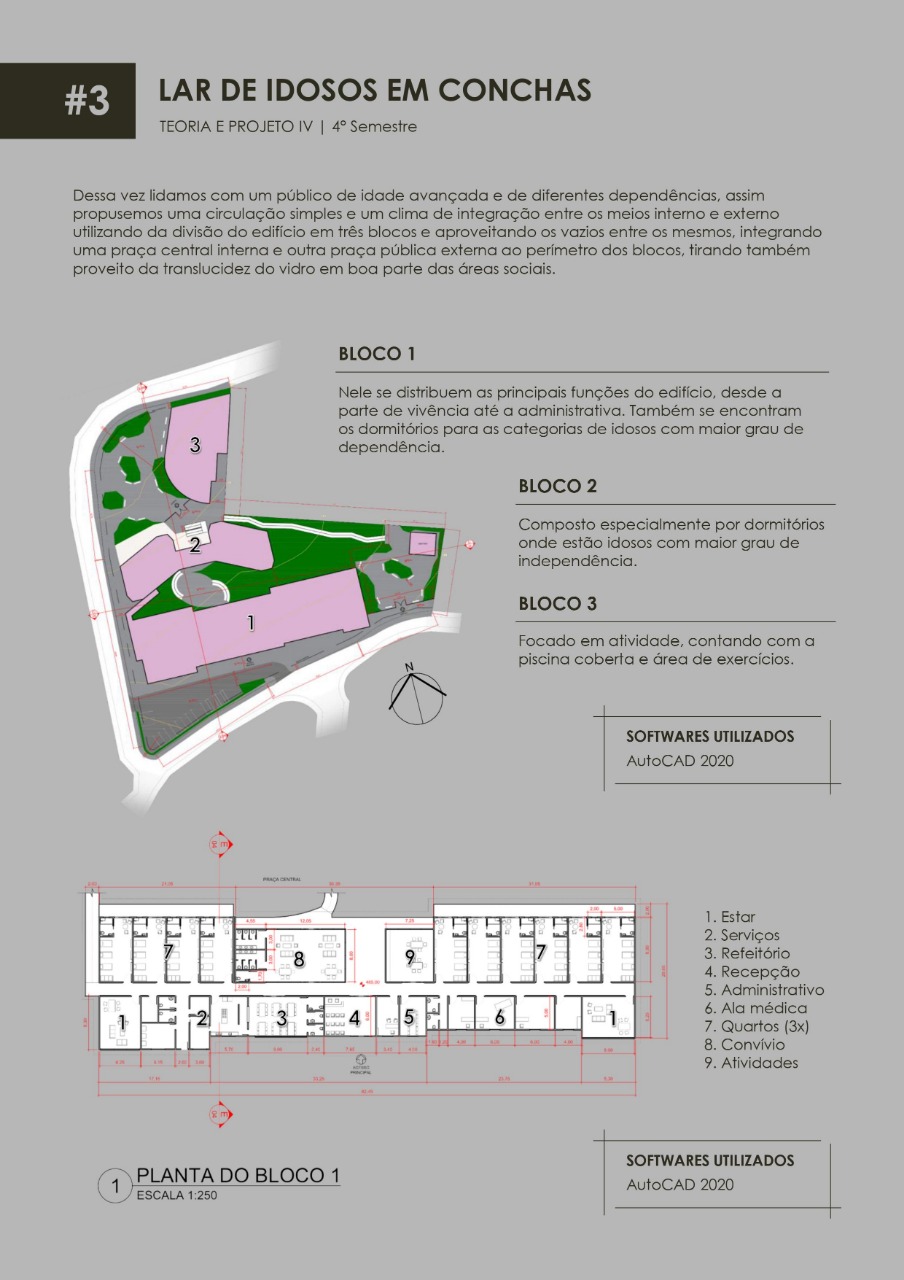 #3
LAR DE IDOSOS EM CONCHAS
TEORIA E PROJETO IV | 4º Semestre
Dessa vez lidamos com um público de idade avançada e de diferentes dependências, assim
propusemos uma circulação simples e um clima de integração entre os meios interno e externo
utilizando da divisão do edifício em três blocos e aproveitando os vazios entre os mesmos, integrando
uma praça central interna e outra praça pública externa ao perímetro dos blocos, tirando também
proveito da translucidez do vidro em boa parte das áreas sociais.
BLOCO 1
Nele se distribuem as principais funções do edifício, desde a
parte de vivência até a administrativa. Também se encontram
os dormitórios para as categorias de idosos com maior grau de
dependência.
BLOCO 2
Composto especialmente por dormitórios
onde estão idosos com maior grau de
independência.
BLOCO 3
Focado em atividade, contando com a
piscina coberta e área de exercícios.
3
2
1
N
SOFTWARES UTILIZADOS
AutoCAD 2020
PRAÇA CENTRAL
7
8
9
7
1
2
3
4
5
6
1
ACESSO
PRINCIPAL
1. Estar
2. Serviços
3. Refeitório
4. Recepção
5. Administrativo
6. Ala médica
7. Quartos (3x)
8. Convívio
9. Atividades
1
PLANTA DO BLOCO 1
ESCALA 1:250
SOFTWARES UTILIZADOS
AutoCAD 2020